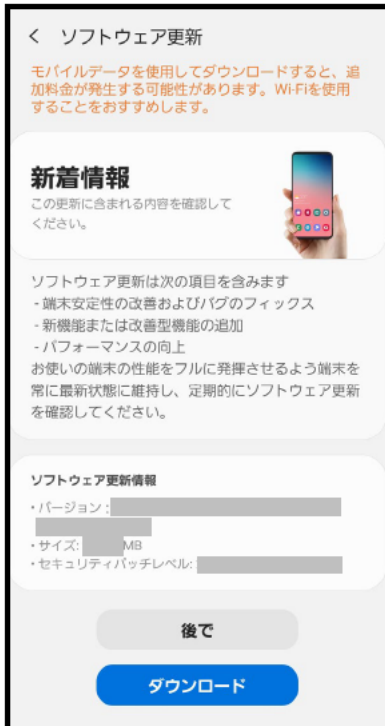 < ソフトウェア更新
モバイルデータを使用してダウンロードすると、追
加料金が発生する可能性があります。Wi-Fiを使用
することをおすすめします。
新着情報
この更新に含まれる内容を確認して
ください。
ソフトウェア更新は次の項目を含みます
- 端末安定性の改善およびバグのフィックス
- 新機能または改善型機能の追加
- パフォーマンスの向上
お使いの端末の性能をフルに発揮させるよう端末を
常に最新状態に維持し、定期的にソフトウェア更新
を確認してください。
ソフトウェア更新情報
・バージョン :
・サイズ: MB
・セキュリティパッチレベル:
後で
ダウンロード